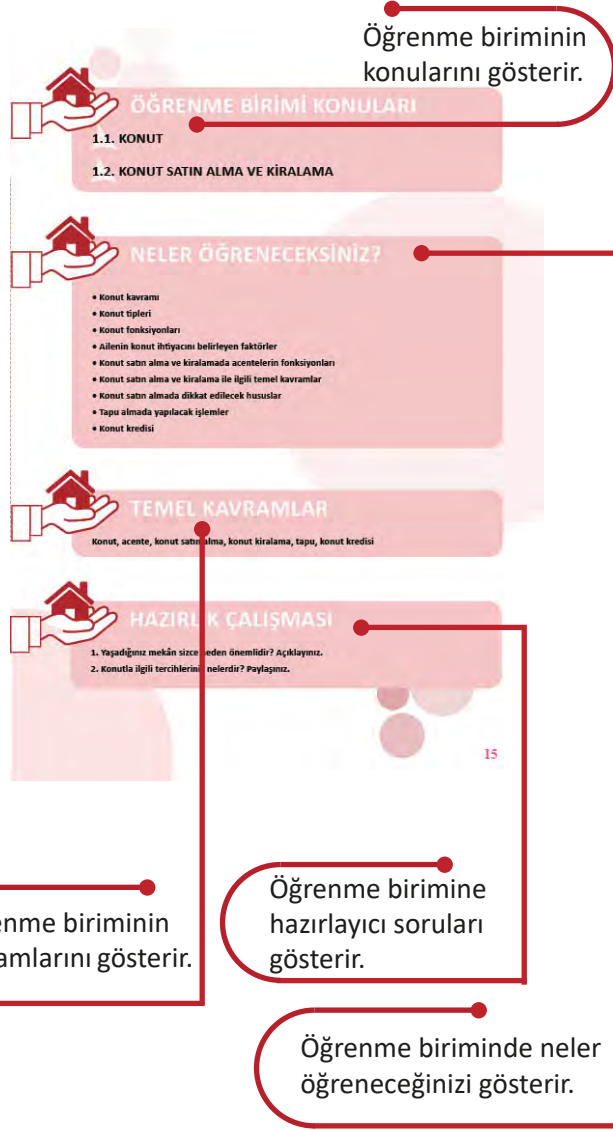 Öğrenme biriminin
konularını gösterir.
ÖĞRENME BİRİMİ KONULARI
1.1. KONUT
1.2. KONUT SATIN ALMA VE KİRALAMA
NELER ÖĞRENECEKSİNİZ?
• Konut kavramı
• Konut tipleri
• Konut fonksiyonları
• Ailenin konut ihtiyacını belirleyen faktörler
• Konut satın alma ve kiralamada acentelerin fonksiyonları
• Konut satın alma ve kiralama ile ilgili temel kavramlar
• Konut satın almada dikkat edilecek hususlar
• Tapu almada yapılacak işlemler
• Konut kredisi
TEMEL KAVRAMLAR
Konut, acente, konut satın alma, konut kiralama, tapu, konut kredisi
HAZIRLIK ÇALIŞMASI
1. Yaşadığınız mekân sizce neden önemlidir? Açıklayınız.
2. Konutla ilgili tercihleriniz nelerdir? Paylaşınız.
15
enme biriminin
amlarını gösterir.
Öğrenme birimine
hazırlayıcı soruları
gösterir.
Öğrenme biriminde neler
öğreneceğinizi gösterir.